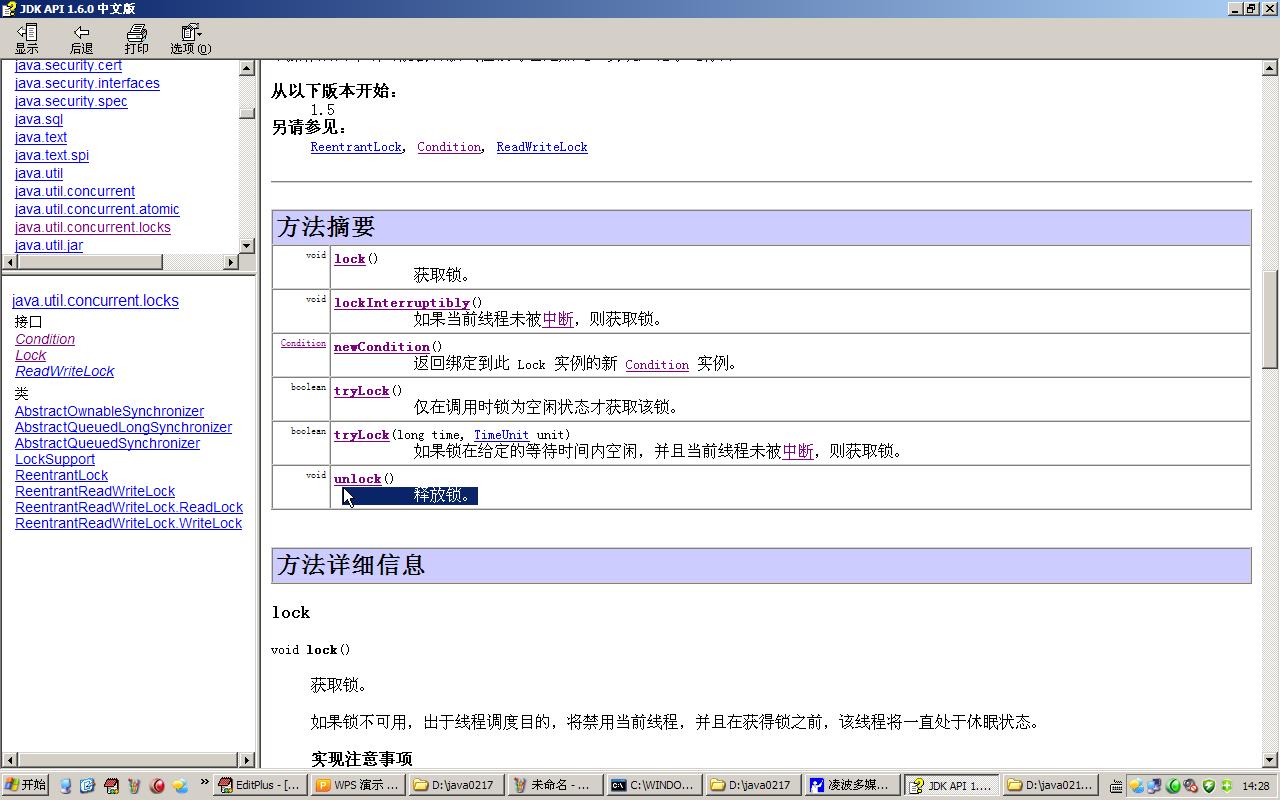 JDK API 1.6.0 中文版
显示 后退 打印 选项(O)
java.security.cert
java.security.interfaces
java.security.spec
java.sql
java.text
java.text.spi
java.util
java.util.concurrent
java.util.concurrent.atomic
java.util.concurrent.locks
java.util.jar
java.util.concurrent.locks
接口
Condition
Lock
ReadWriteLock
类
AbstractOwnableSynchronizer
AbstractQueuedLongSynchronizer
AbstractQueuedSynchronizer
LockSupport
ReentrantLock
ReentrantReadWriteLock
ReentrantReadWriteLock.ReadLock
ReentrantReadWriteLock.WriteLock
从以下版本开始：
1.5
另请参见：
ReentrantLock, Condition, ReadWriteLock
方法摘要
void lock()
获取锁。
void lockInterruptibly()
如果当前线程未被中断，则获取锁。
Condition newCondition()
返回绑定到此 Lock 实例的新 Condition 实例。
boolean tryLock()
仅在调用时锁为空闲状态才获取该锁。
boolean tryLock(long time, TimeUnit unit)
如果锁在给定的等待时间内空闲，并且当前线程未被中断，则获取锁。
void unlock()
释放锁。
方法详细信息
lock
void lock()
获取锁。
如果锁不可用，出于线程调度目的，将禁用当前线程，并且在获得锁之前，该线程将一直处于休眠状态。
实现注意事项
开始 » EditPlus - [... WPS 演示 ... D:\java0217 未命名 - ... C:\WINDO... D:\java0217 凌波多媒... JDK API 1.... D:\java021... 14:28